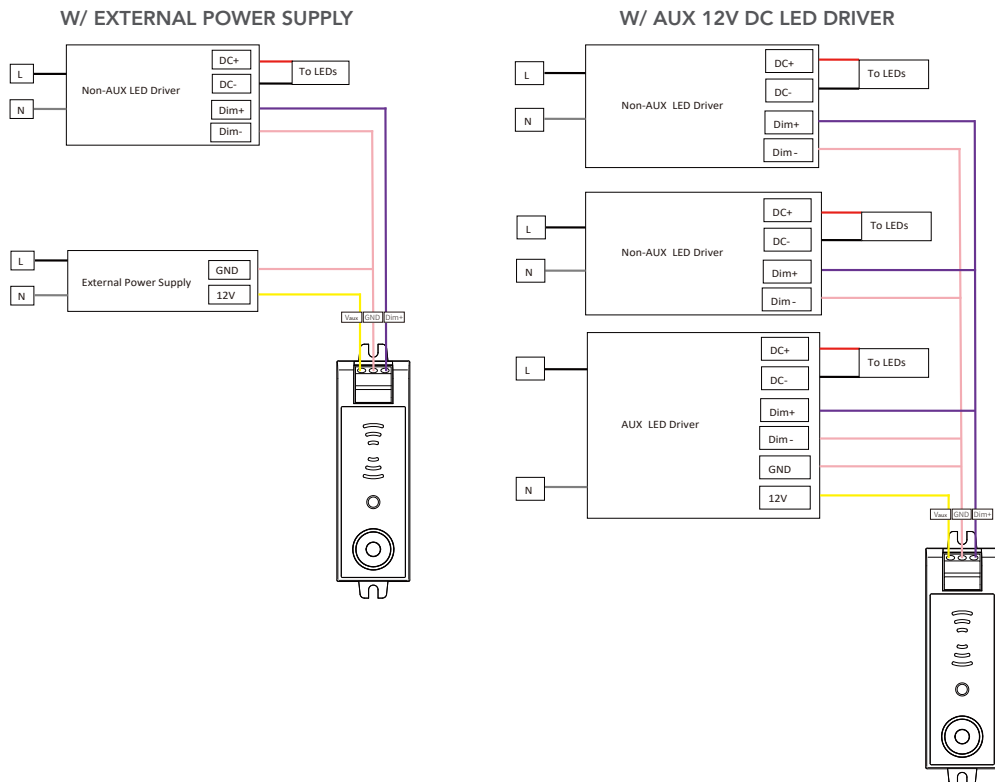 W/ EXTERNAL POWER SUPPLY
L
N
Non-AUX LED Driver
DC+
DC-
Dim+
Dim-
To LEDs
L
N
External Power Supply
GND
12V
Vaux GND Dim+
W/ AUX 12V DC LED DRIVER
L
N
Non-AUX LED Driver
DC+
DC-
Dim+
Dim-
To LEDs
L
N
Non-AUX LED Driver
DC+
DC-
Dim+
Dim-
To LEDs
L
N
AUX LED Driver
DC+
DC-
Dim+
Dim-
GND
12V
To LEDs
Vaux GND Dim+